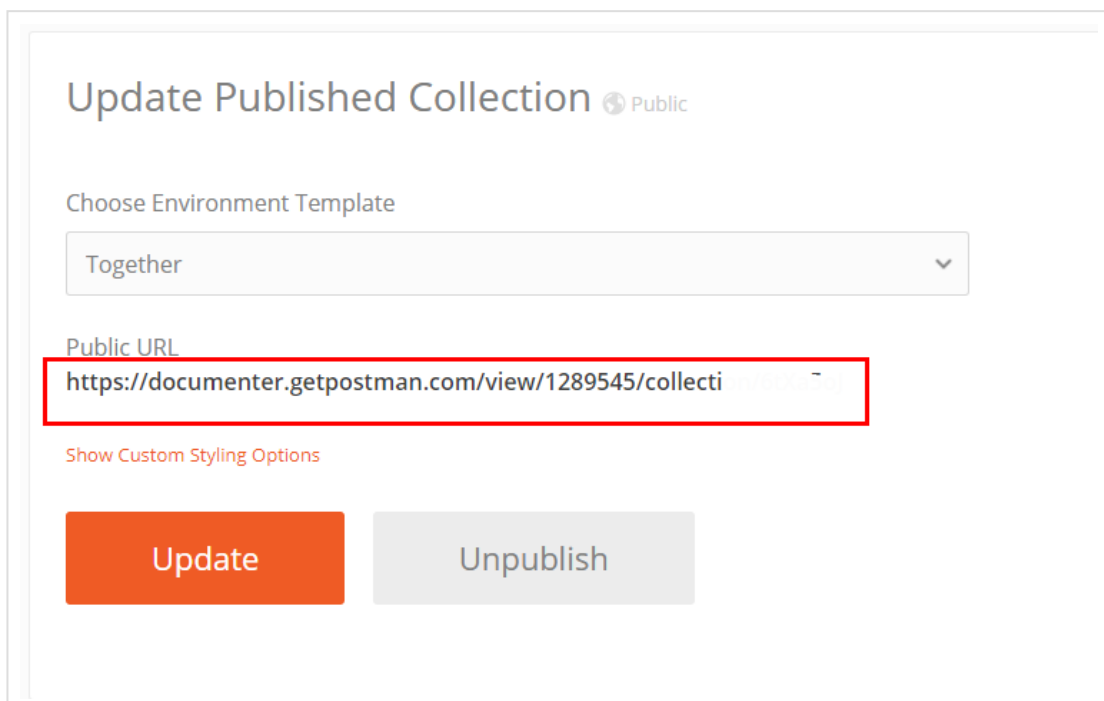 Update Published Collection Public
Choose Environment Template
Together
Public URL
https://documenter.getpostman.com/view/1289545/collecti
Show Custom Styling Options
Update
Unpublish